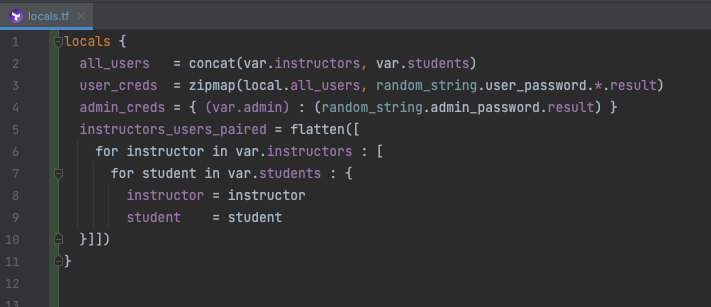 locals.tf
1 locals {
2   all_users   = concat(var.instructors, var.students)
3   user_creds  = zipmap(local.all_users, random_string.user_password.*.result)
4   admin_creds = { (var.admin) : (random_string.admin_password.result) }
5   instructors_users_paired = flatten([
6     for instructor in var.instructors : [
7       for student in var.students : {
8         instructor = instructor
9         student    = student
10   }]])
11 }
12
13